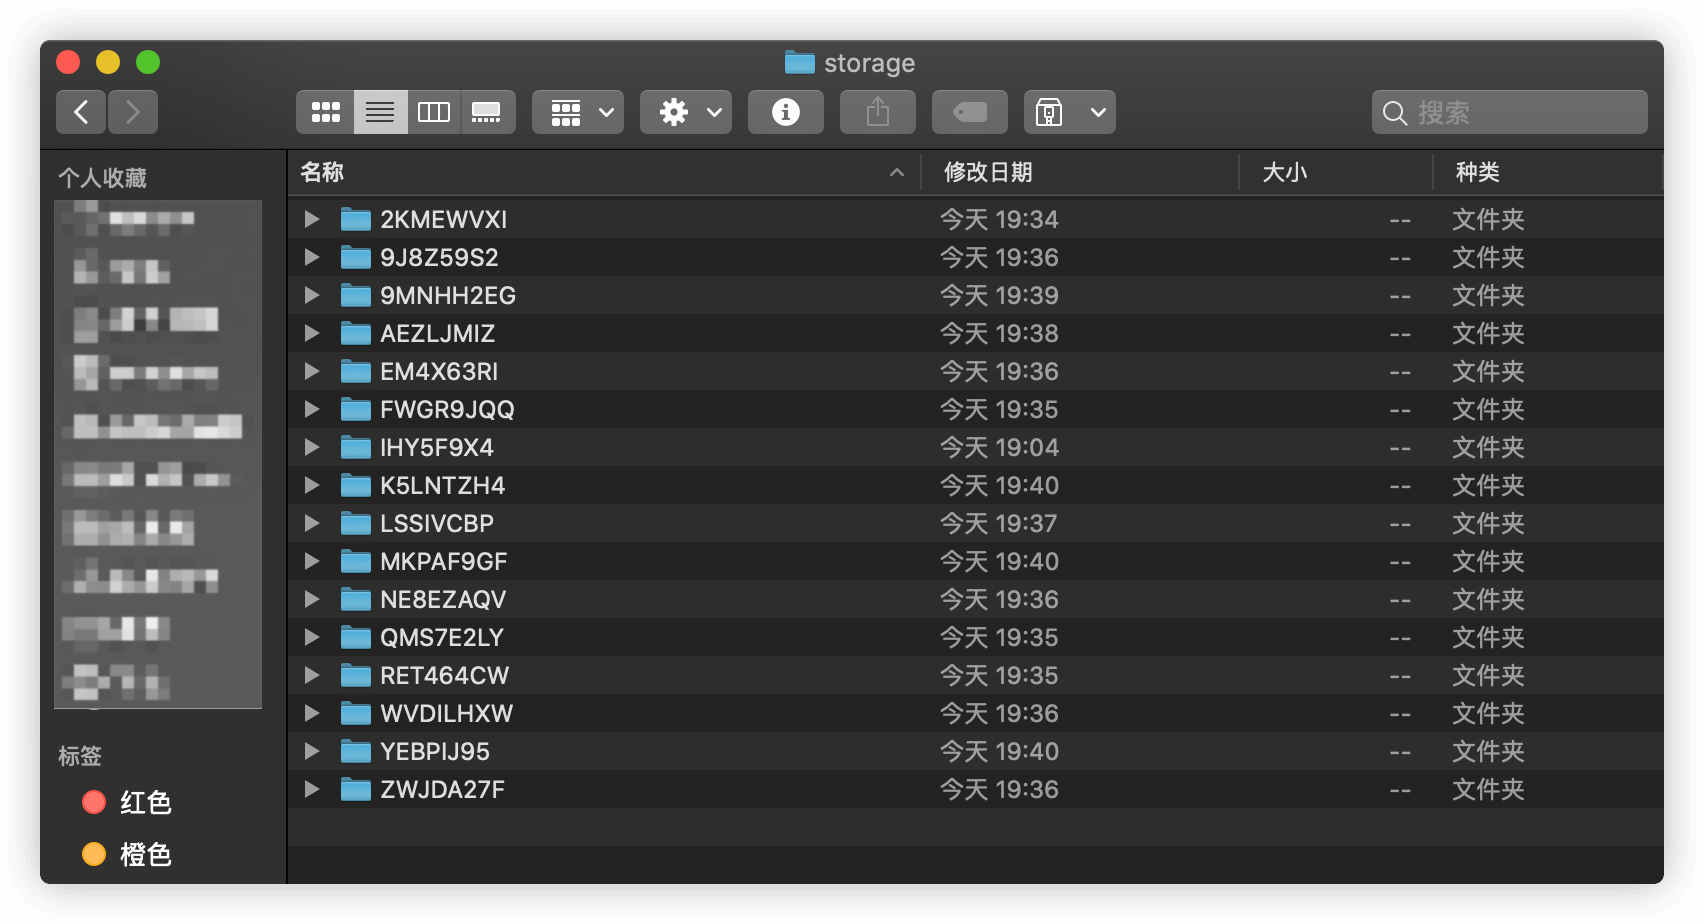 storage
搜索
个人收藏
名称 修改日期 大小 种类
2KMEWVXI 今天 19:34 -- 文件夹
9J8Z59S2 今天 19:36 -- 文件夹
9MNHH2EG 今天 19:39 -- 文件夹
AEZLJMIZ 今天 19:38 -- 文件夹
EM4X63RI 今天 19:36 -- 文件夹
FWGR9JQQ 今天 19:35 -- 文件夹
IHY5F9X4 今天 19:04 -- 文件夹
K5LNTZH4 今天 19:40 -- 文件夹
LSSIVCBP 今天 19:37 -- 文件夹
MKPAF9GF 今天 19:40 -- 文件夹
NE8EZAQV 今天 19:36 -- 文件夹
QMS7E2LY 今天 19:35 -- 文件夹
RET464CW 今天 19:35 -- 文件夹
WVDILHXW 今天 19:36 -- 文件夹
YEBPIJ95 今天 19:40 -- 文件夹
ZWJDA27F 今天 19:36 -- 文件夹
标签
红色
橙色